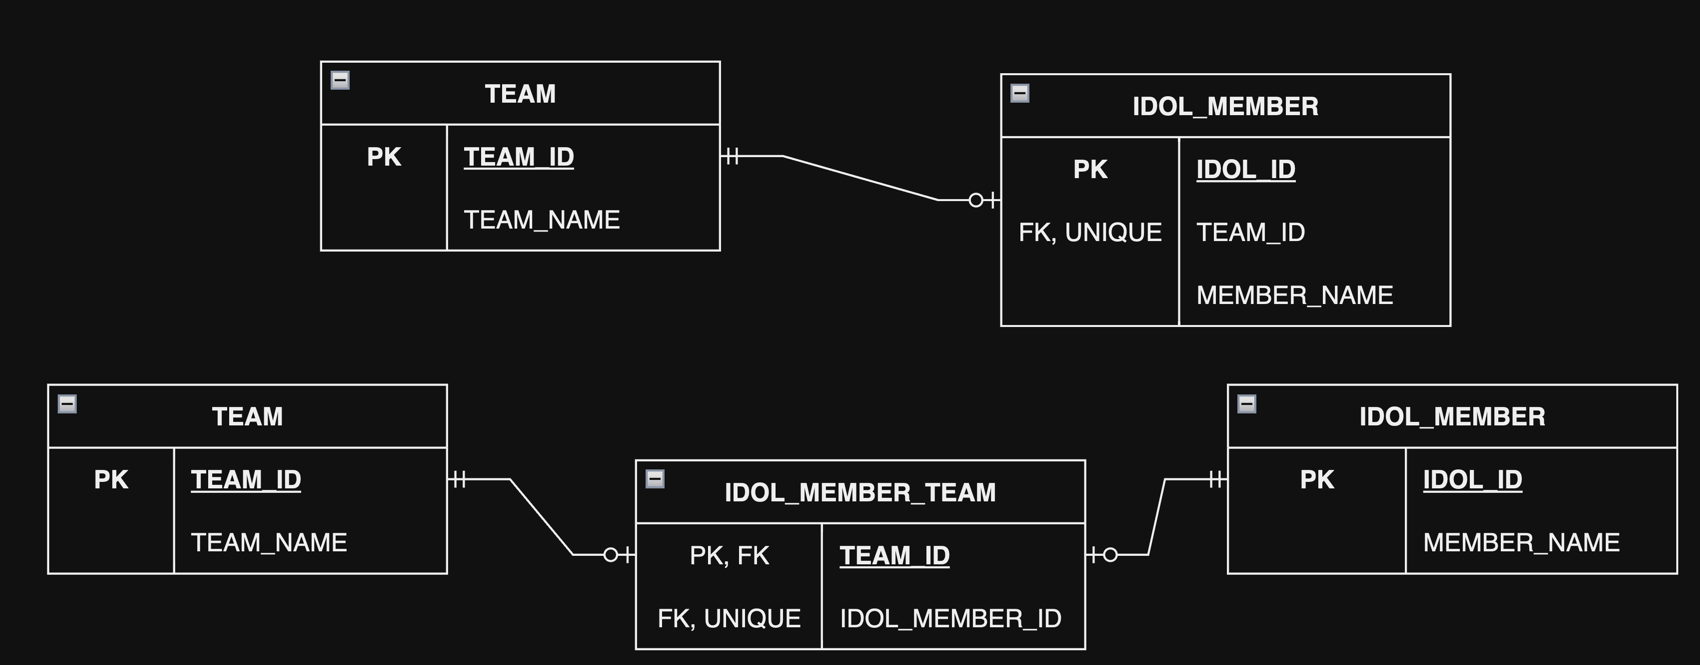 TEAM
PK TEAM_ID
TEAM_NAME
IDOL_MEMBER
PK IDOL_ID
FK, UNIQUE TEAM_ID
MEMBER_NAME
TEAM
PK TEAM_ID
TEAM_NAME
IDOL_MEMBER_TEAM
PK, FK TEAM_ID
FK, UNIQUE IDOL_MEMBER_ID
IDOL_MEMBER
PK IDOL_ID
MEMBER_NAME